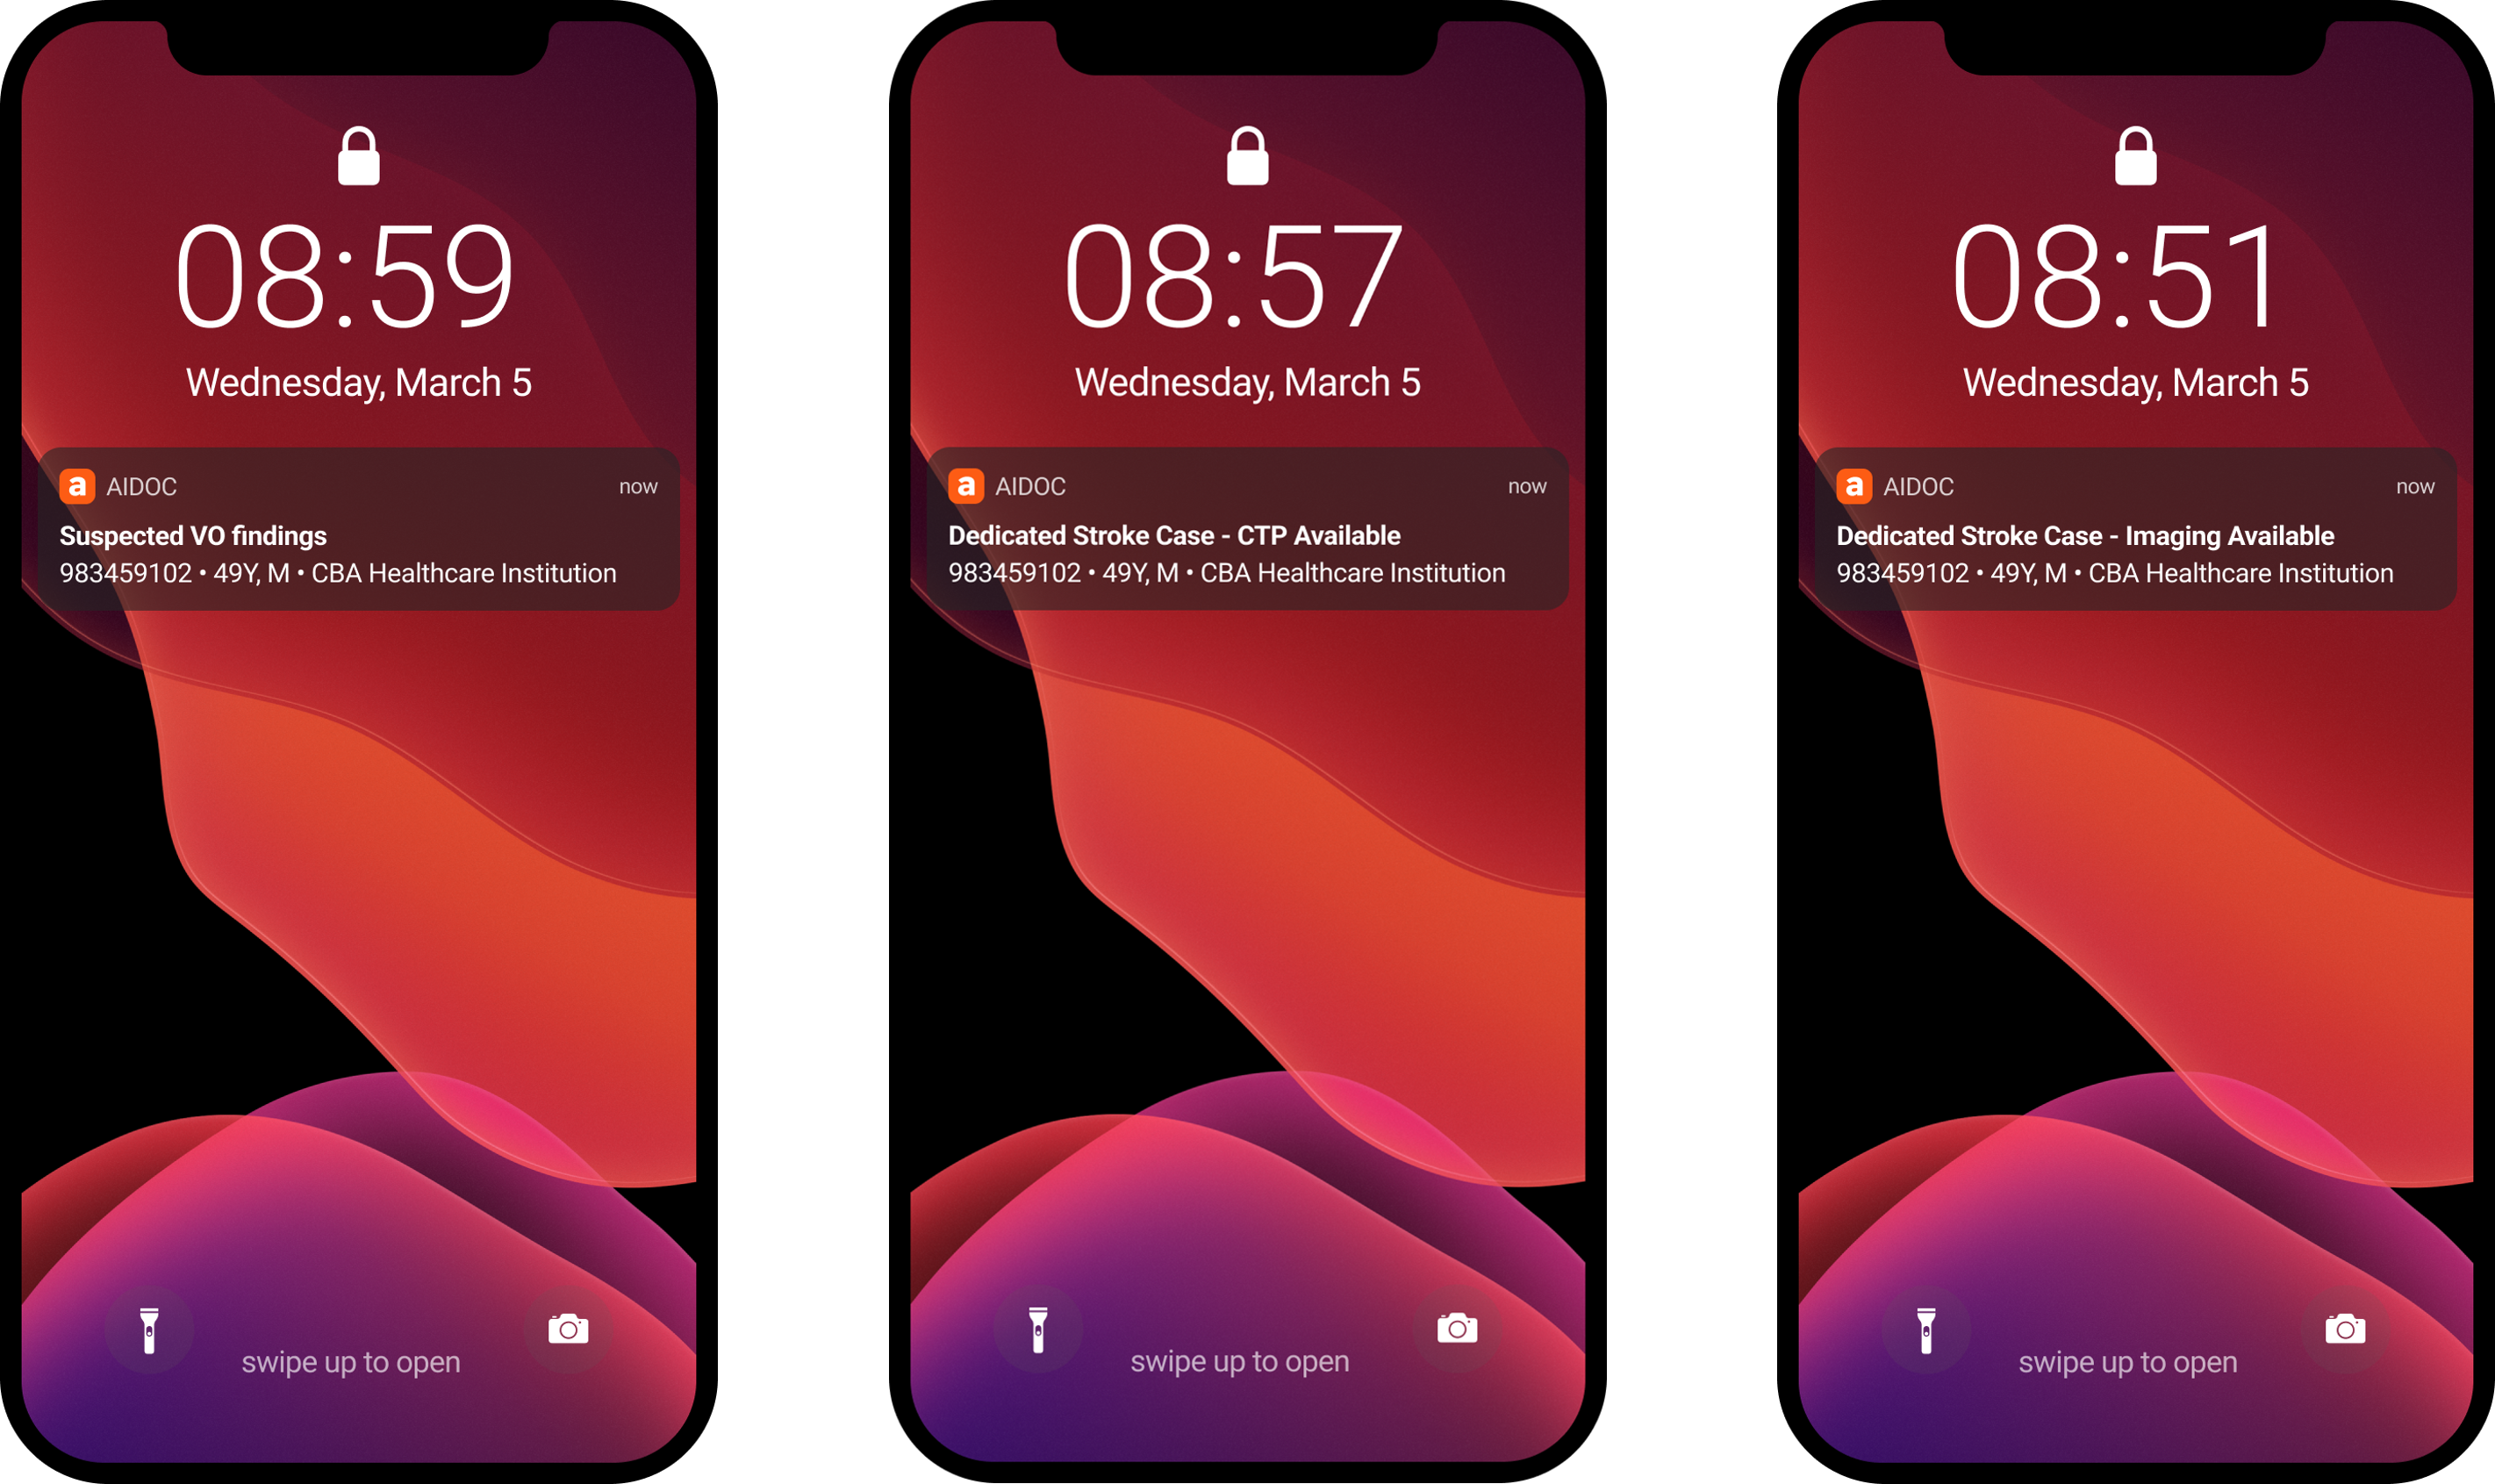 08:59
Wednesday, March 5
a AIDOC now
Suspected VO findings
983459102 • 49Y, M • CBA Healthcare Institution
swipe up to open
08:57
Wednesday, March 5
a AIDOC now
Dedicated Stroke Case - CTP Available
983459102 • 49Y, M • CBA Healthcare Institution
swipe up to open
08:51
Wednesday, March 5
a AIDOC now
Dedicated Stroke Case - Imaging Available
983459102 • 49Y, M • CBA Healthcare Institution
swipe up to open